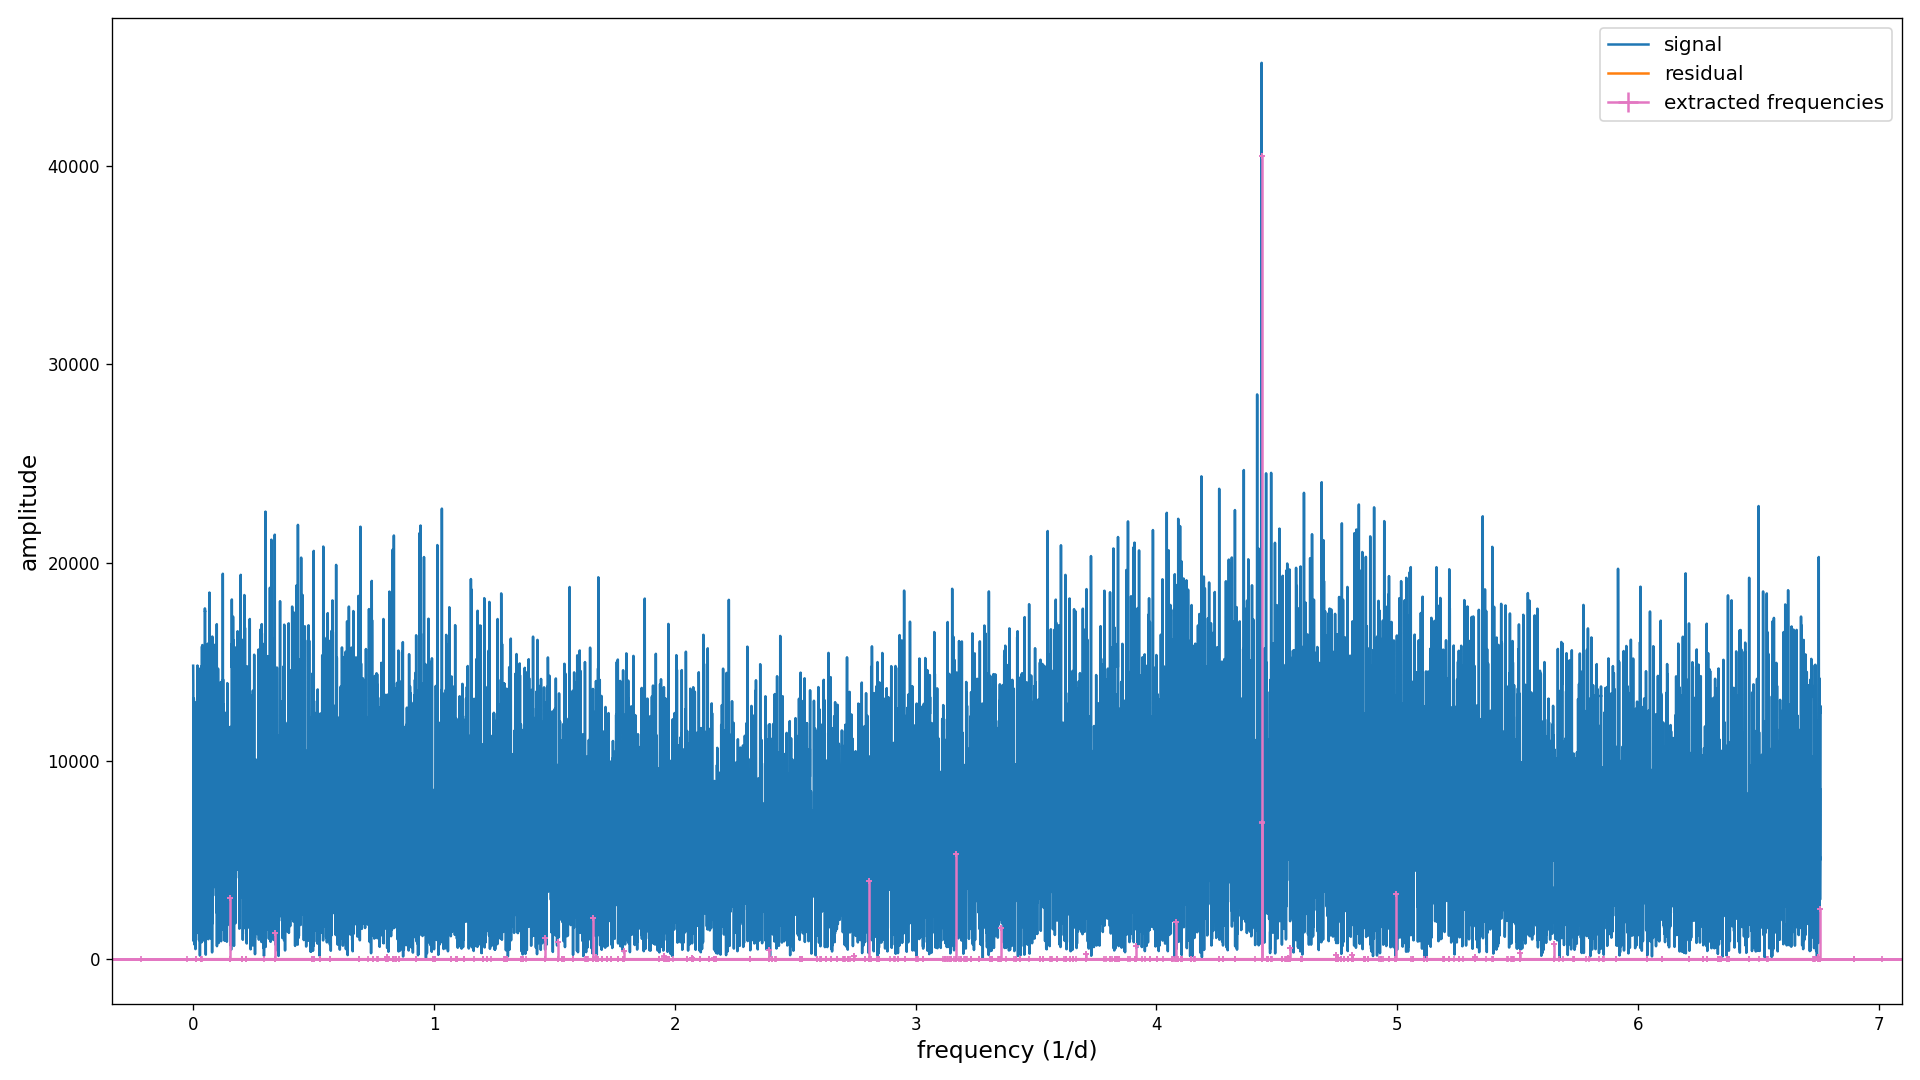 signal
residual
extracted frequencies
amplitude
40000
30000
20000
10000
0
0 1 2 3 4 5 6 7
frequency (1/d)